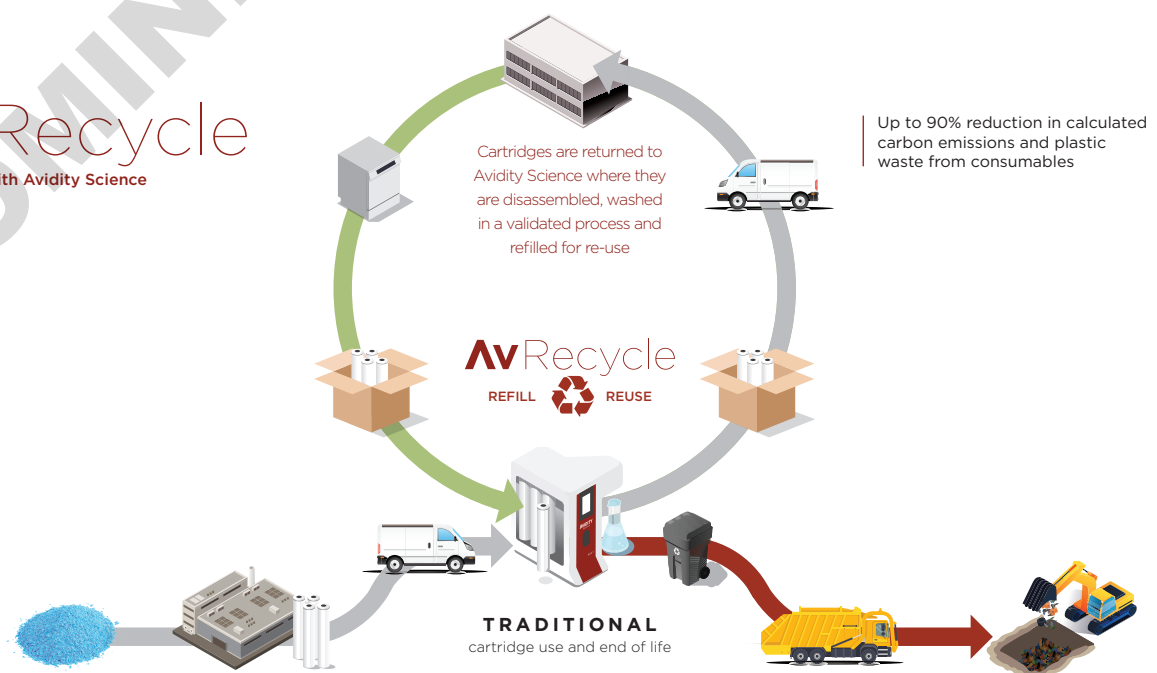 Recycle
ith Avidity Science
Up to 90% reduction in calculated
carbon emissions and plastic
waste from consumables
Cartridges are returned to
Avidity Science where they
are disassembled, washed
in a validated process and
refilled for re-use
AvRecycle
REFILL REUSE
TRADITIONAL
cartridge use and end of life